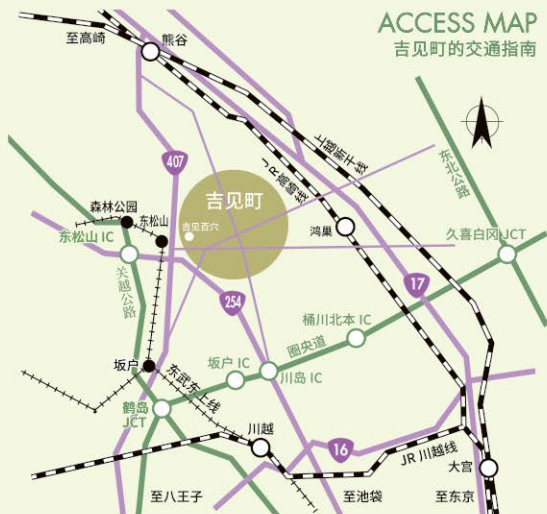 ACCESS MAP
吉见町的交通指南
至高崎
熊谷
上越新干线
JR高崎线
东北公路
407
吉见町
吉见百穴
森林公园
东松山
东松山 IC
关越公路
鸿巢
久喜白冈 JCT
17
254
桶川北本 IC
圈央道
坂户 IC
川岛 IC
坂户
东武东上线
鹤岛
JCT
川越
16
JR 川越线
大宫
至八王子
至池袋
至东京